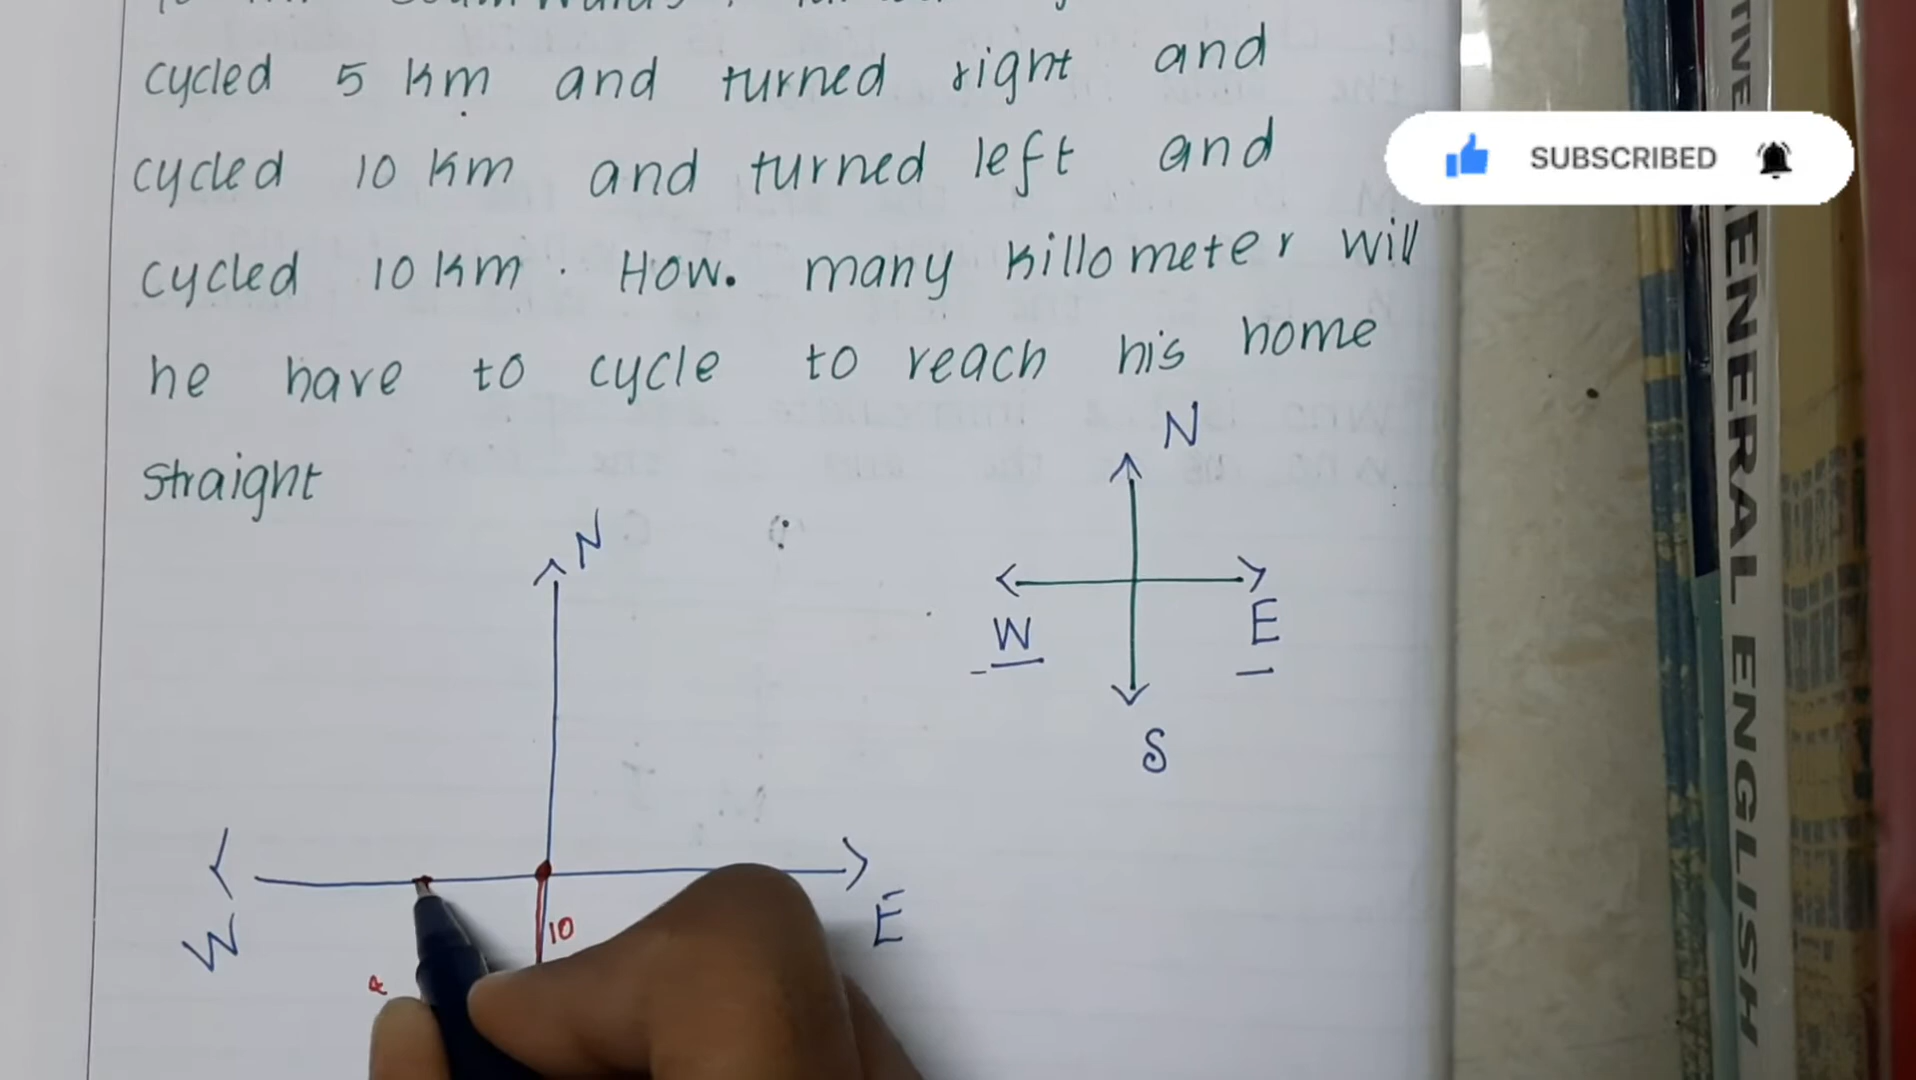 cycled 5 km and turned right and
cycled 10 km and turned left and
cycled 10 km. How. many killometer will
he have to cycle to reach his home
straight
SUBSCRIBED
N
W
E
S
N
W
E
10
ENERAL ENGLISH